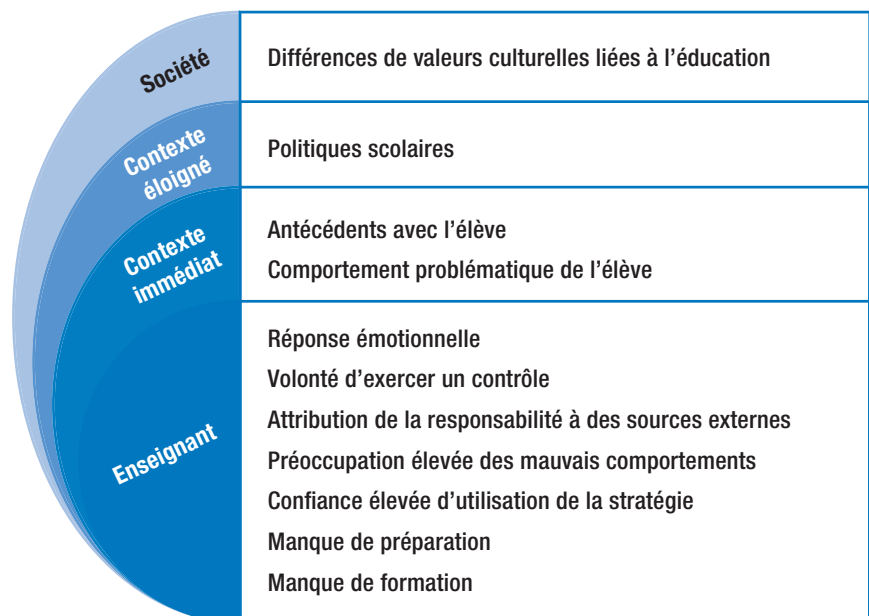 Société
Différences de valeurs culturelles liées à l’éducation
Contexte
éloigné
Politiques scolaires
Contexte
immédiat
Antécédents avec l’élève
Comportement problématique de l’élève
Enseignant
Réponse émotionnelle
Volonté d’exercer un contrôle
Attribution de la responsabilité à des sources externes
Préoccupation élevée des mauvais comportements
Confiance élevée d’utilisation de la stratégie
Manque de préparation
Manque de formation